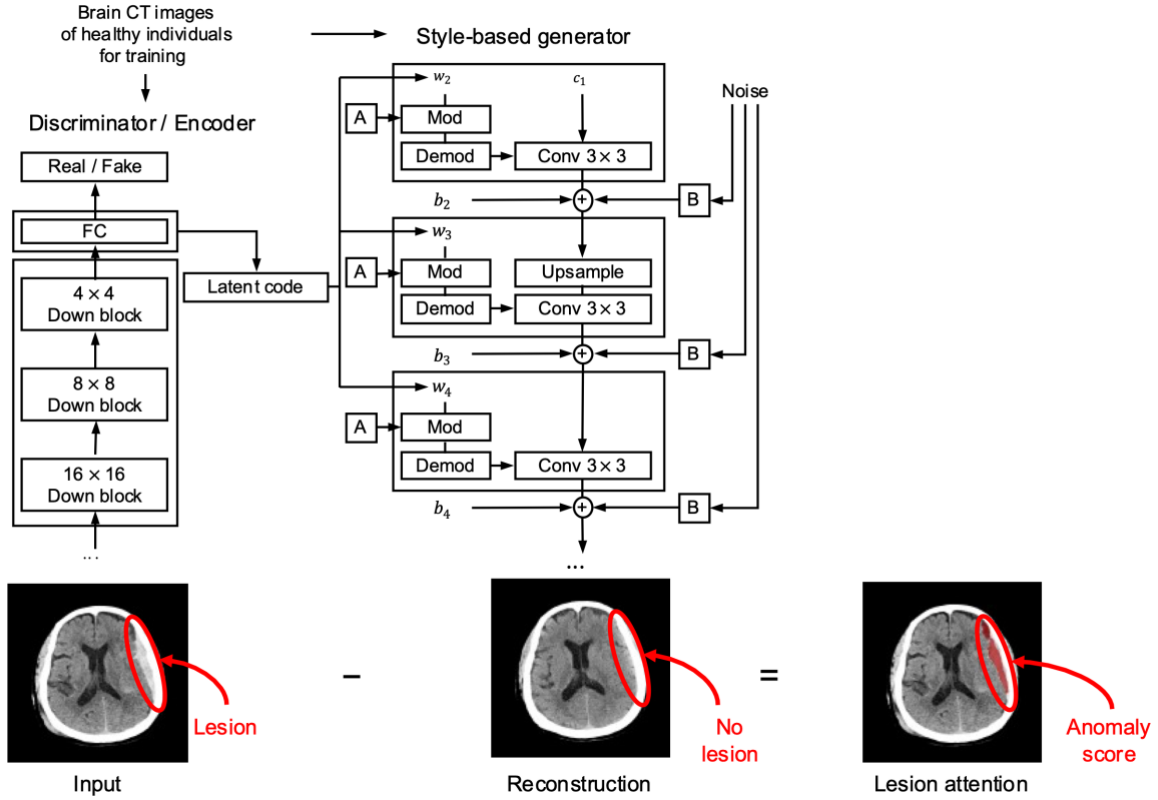 Brain CT images
of healthy individuals
for training
Discriminator / Encoder
Real / Fake
FC
4 × 4
Down block
8 × 8
Down block
16 × 16
Down block
...
Latent code
Style-based generator
w₂
c₁
A
Mod
Demod
Conv 3 × 3
b₂
+
B
Noise
w₃
A
Mod
Upsample
Demod
Conv 3 × 3
b₃
+
B
w₄
A
Mod
Demod
Conv 3 × 3
b₄
+
B
...
Lesion
Input
−
No
lesion
Reconstruction
=
Anomaly
score
Lesion attention